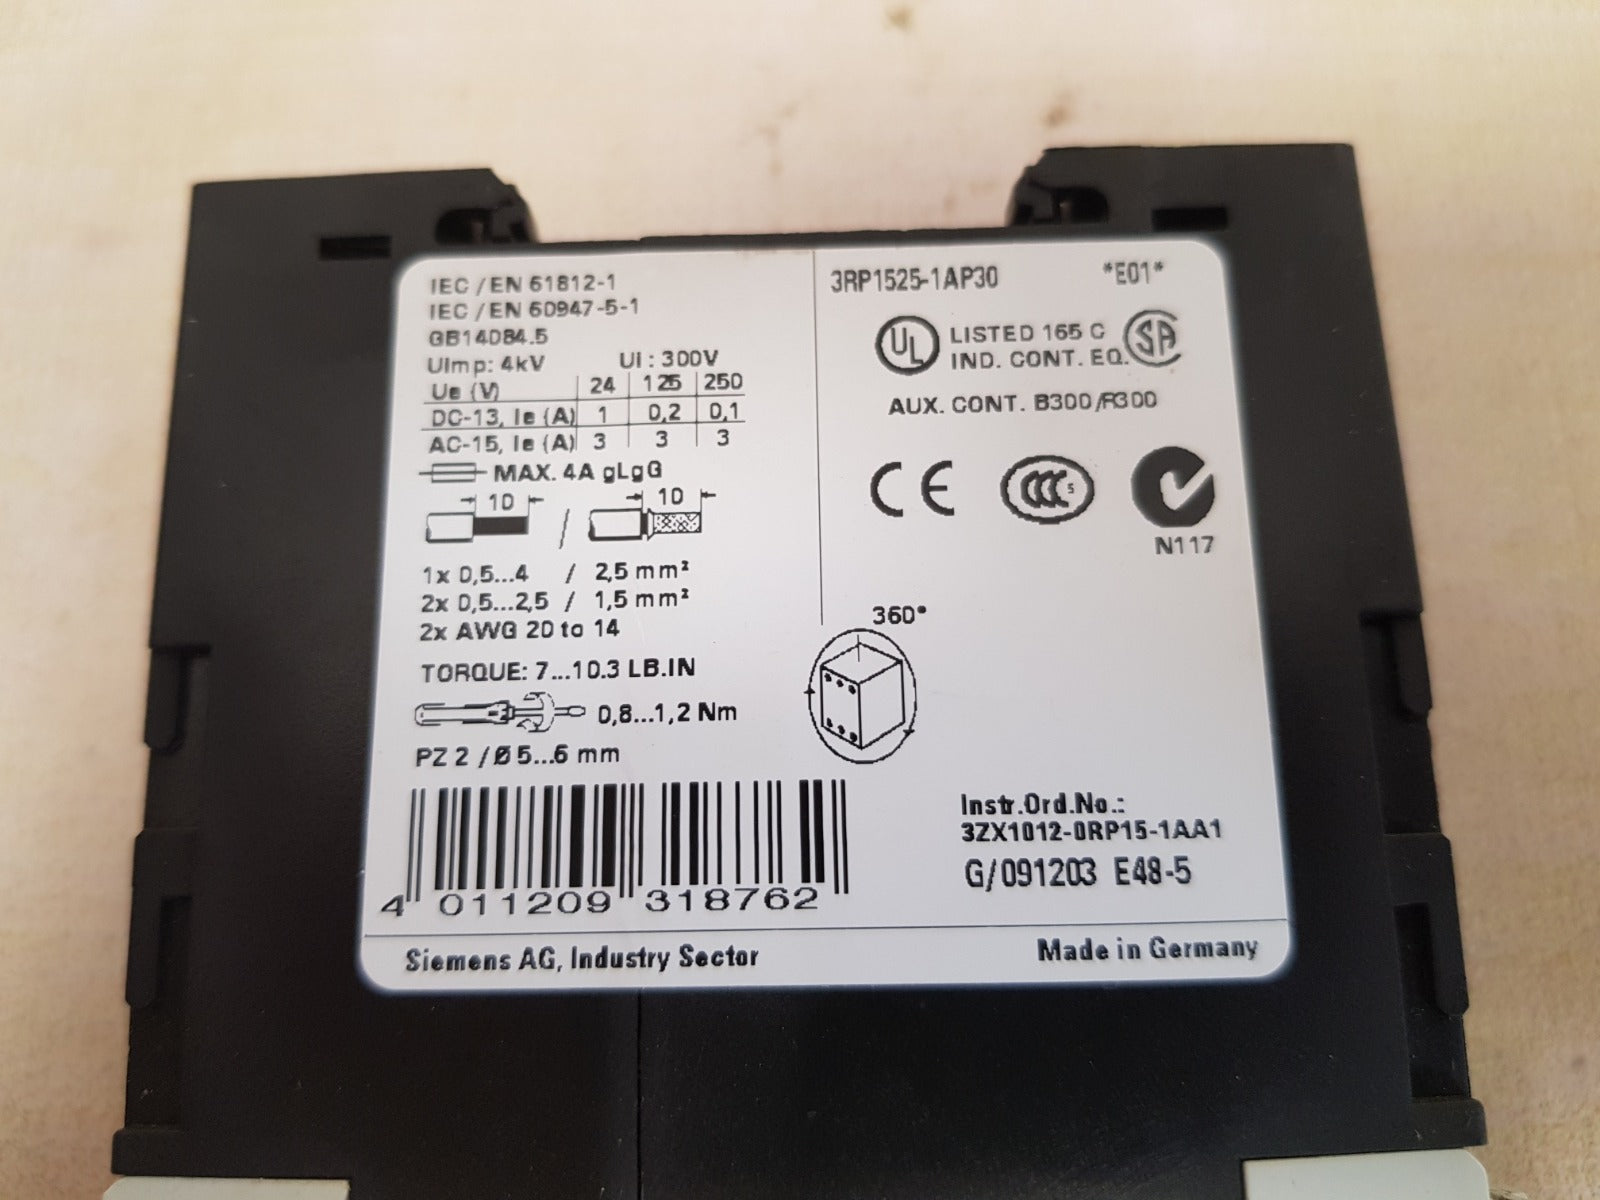 IEC / EN 61812-1
IEC / EN 60947-5-1
GB14084.5
UImp: 4kV Ui : 300V
Ue (V) 24 125 250
DC-13, Ie (A) 1 0,2 0,1
AC-15, Ie (A) 3 3 3
MAX. 4A gLgG
10 / 10
1x 0,5...4 / 2,5 mm²
2x 0,5...2,5 / 1,5 mm²
2x AWG 20 to 14
TORQUE: 7...10.3 LB.IN
0,8...1,2 Nm
PZ 2 / Ø 5...6 mm
4 011209 318762
3RP1525-1AP30 *E01*
UL LISTED 165 C SA
IND. CONT. EQ.
AUX. CONT. B300/R300
CE CCC S
N117
360°
Instr.Ord.No.:
3ZX1012-0RP15-1AA1
G/091203 E48-5
Siemens AG, Industry Sector
Made in Germany